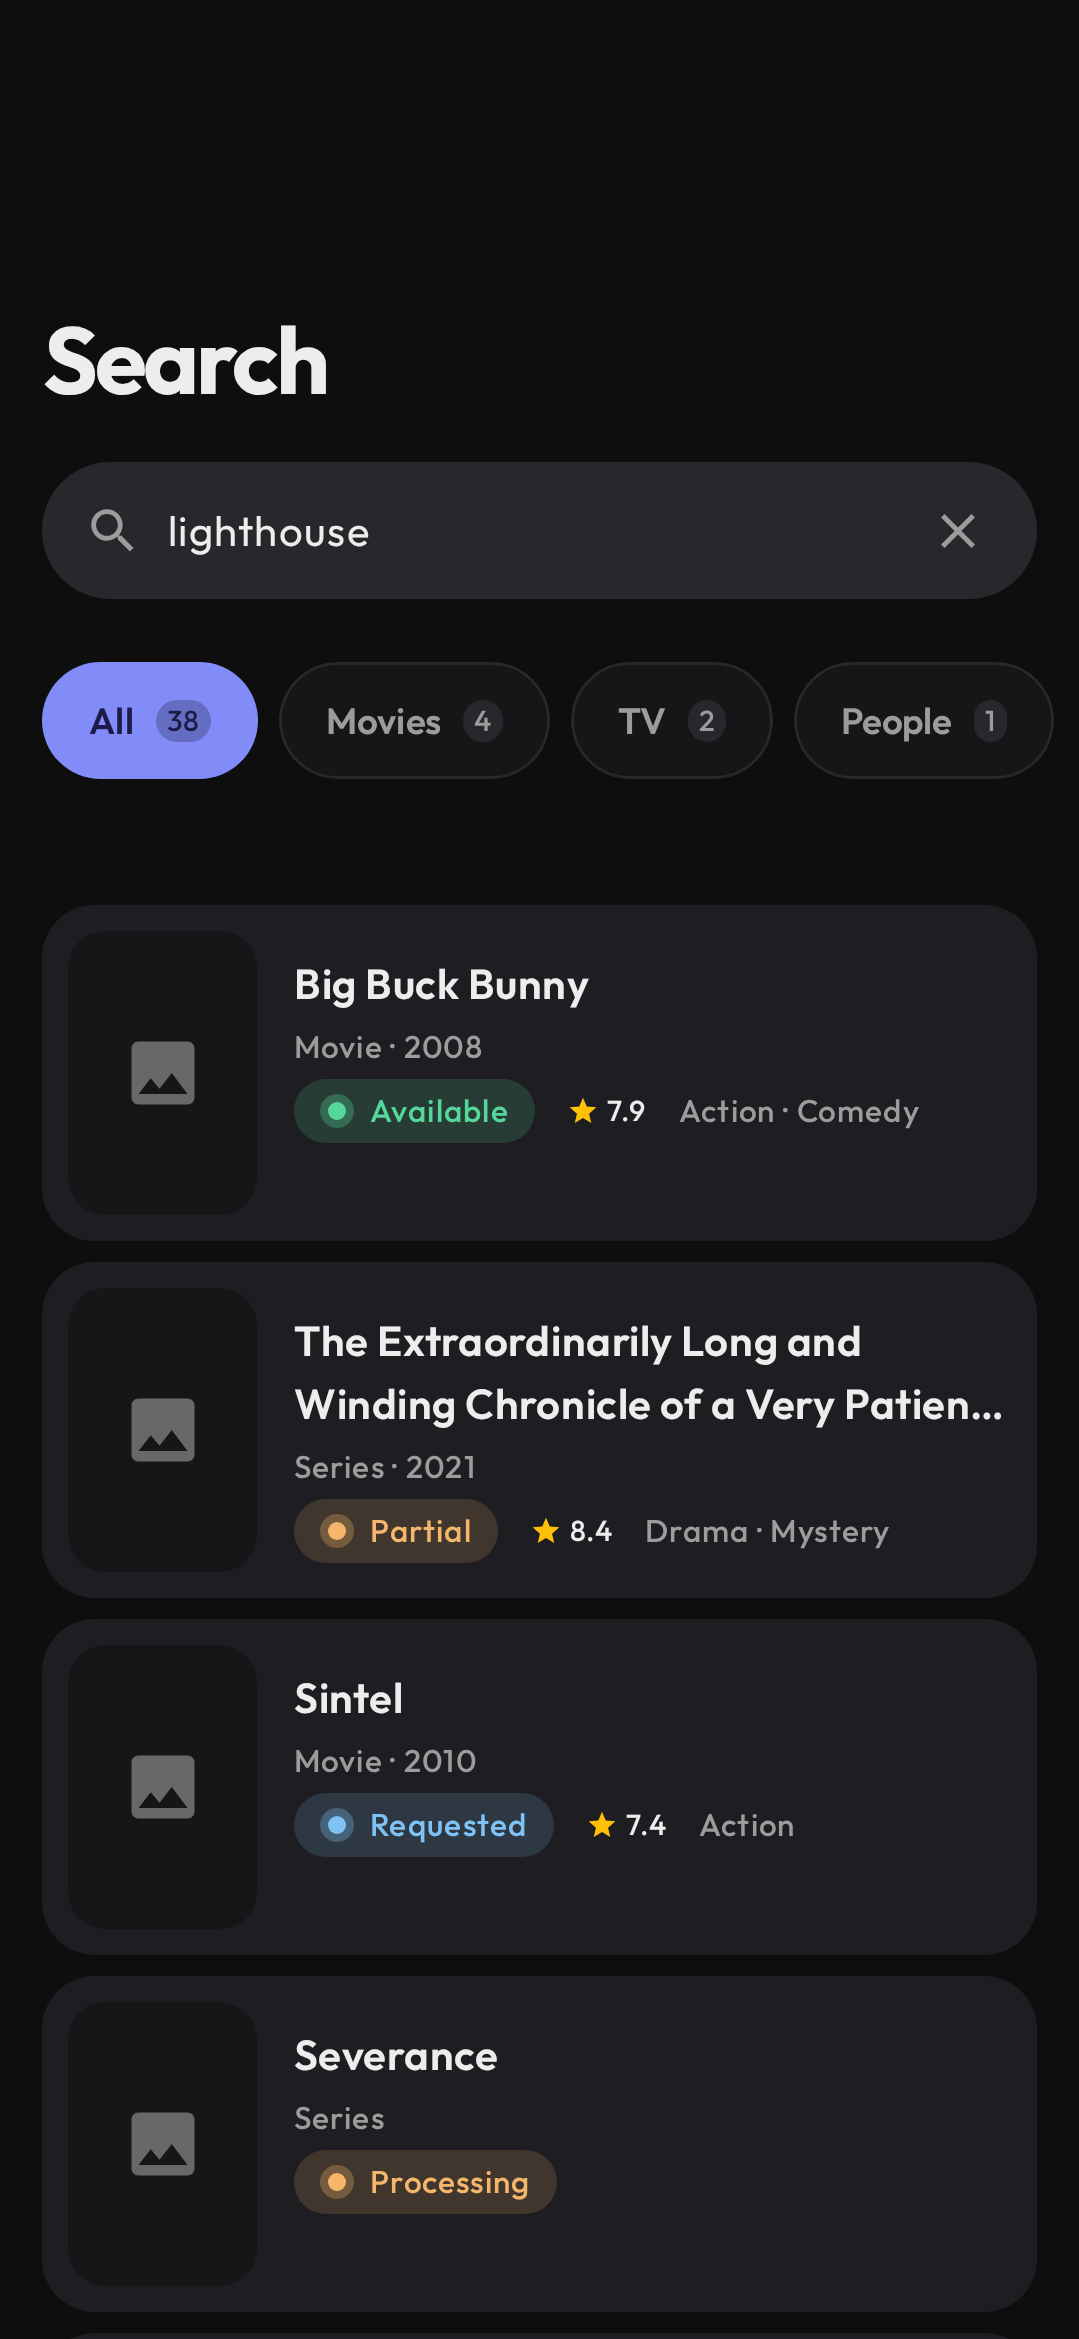 Search
lighthouse
All 38 Movies 4 TV 2 People 1
Big Buck Bunny
Movie · 2008
Available 7.9 Action · Comedy
The Extraordinarily Long and
Winding Chronicle of a Very Patien...
Series · 2021
Partial 8.4 Drama · Mystery
Sintel
Movie · 2010
Requested 7.4 Action
Severance
Series
Processing